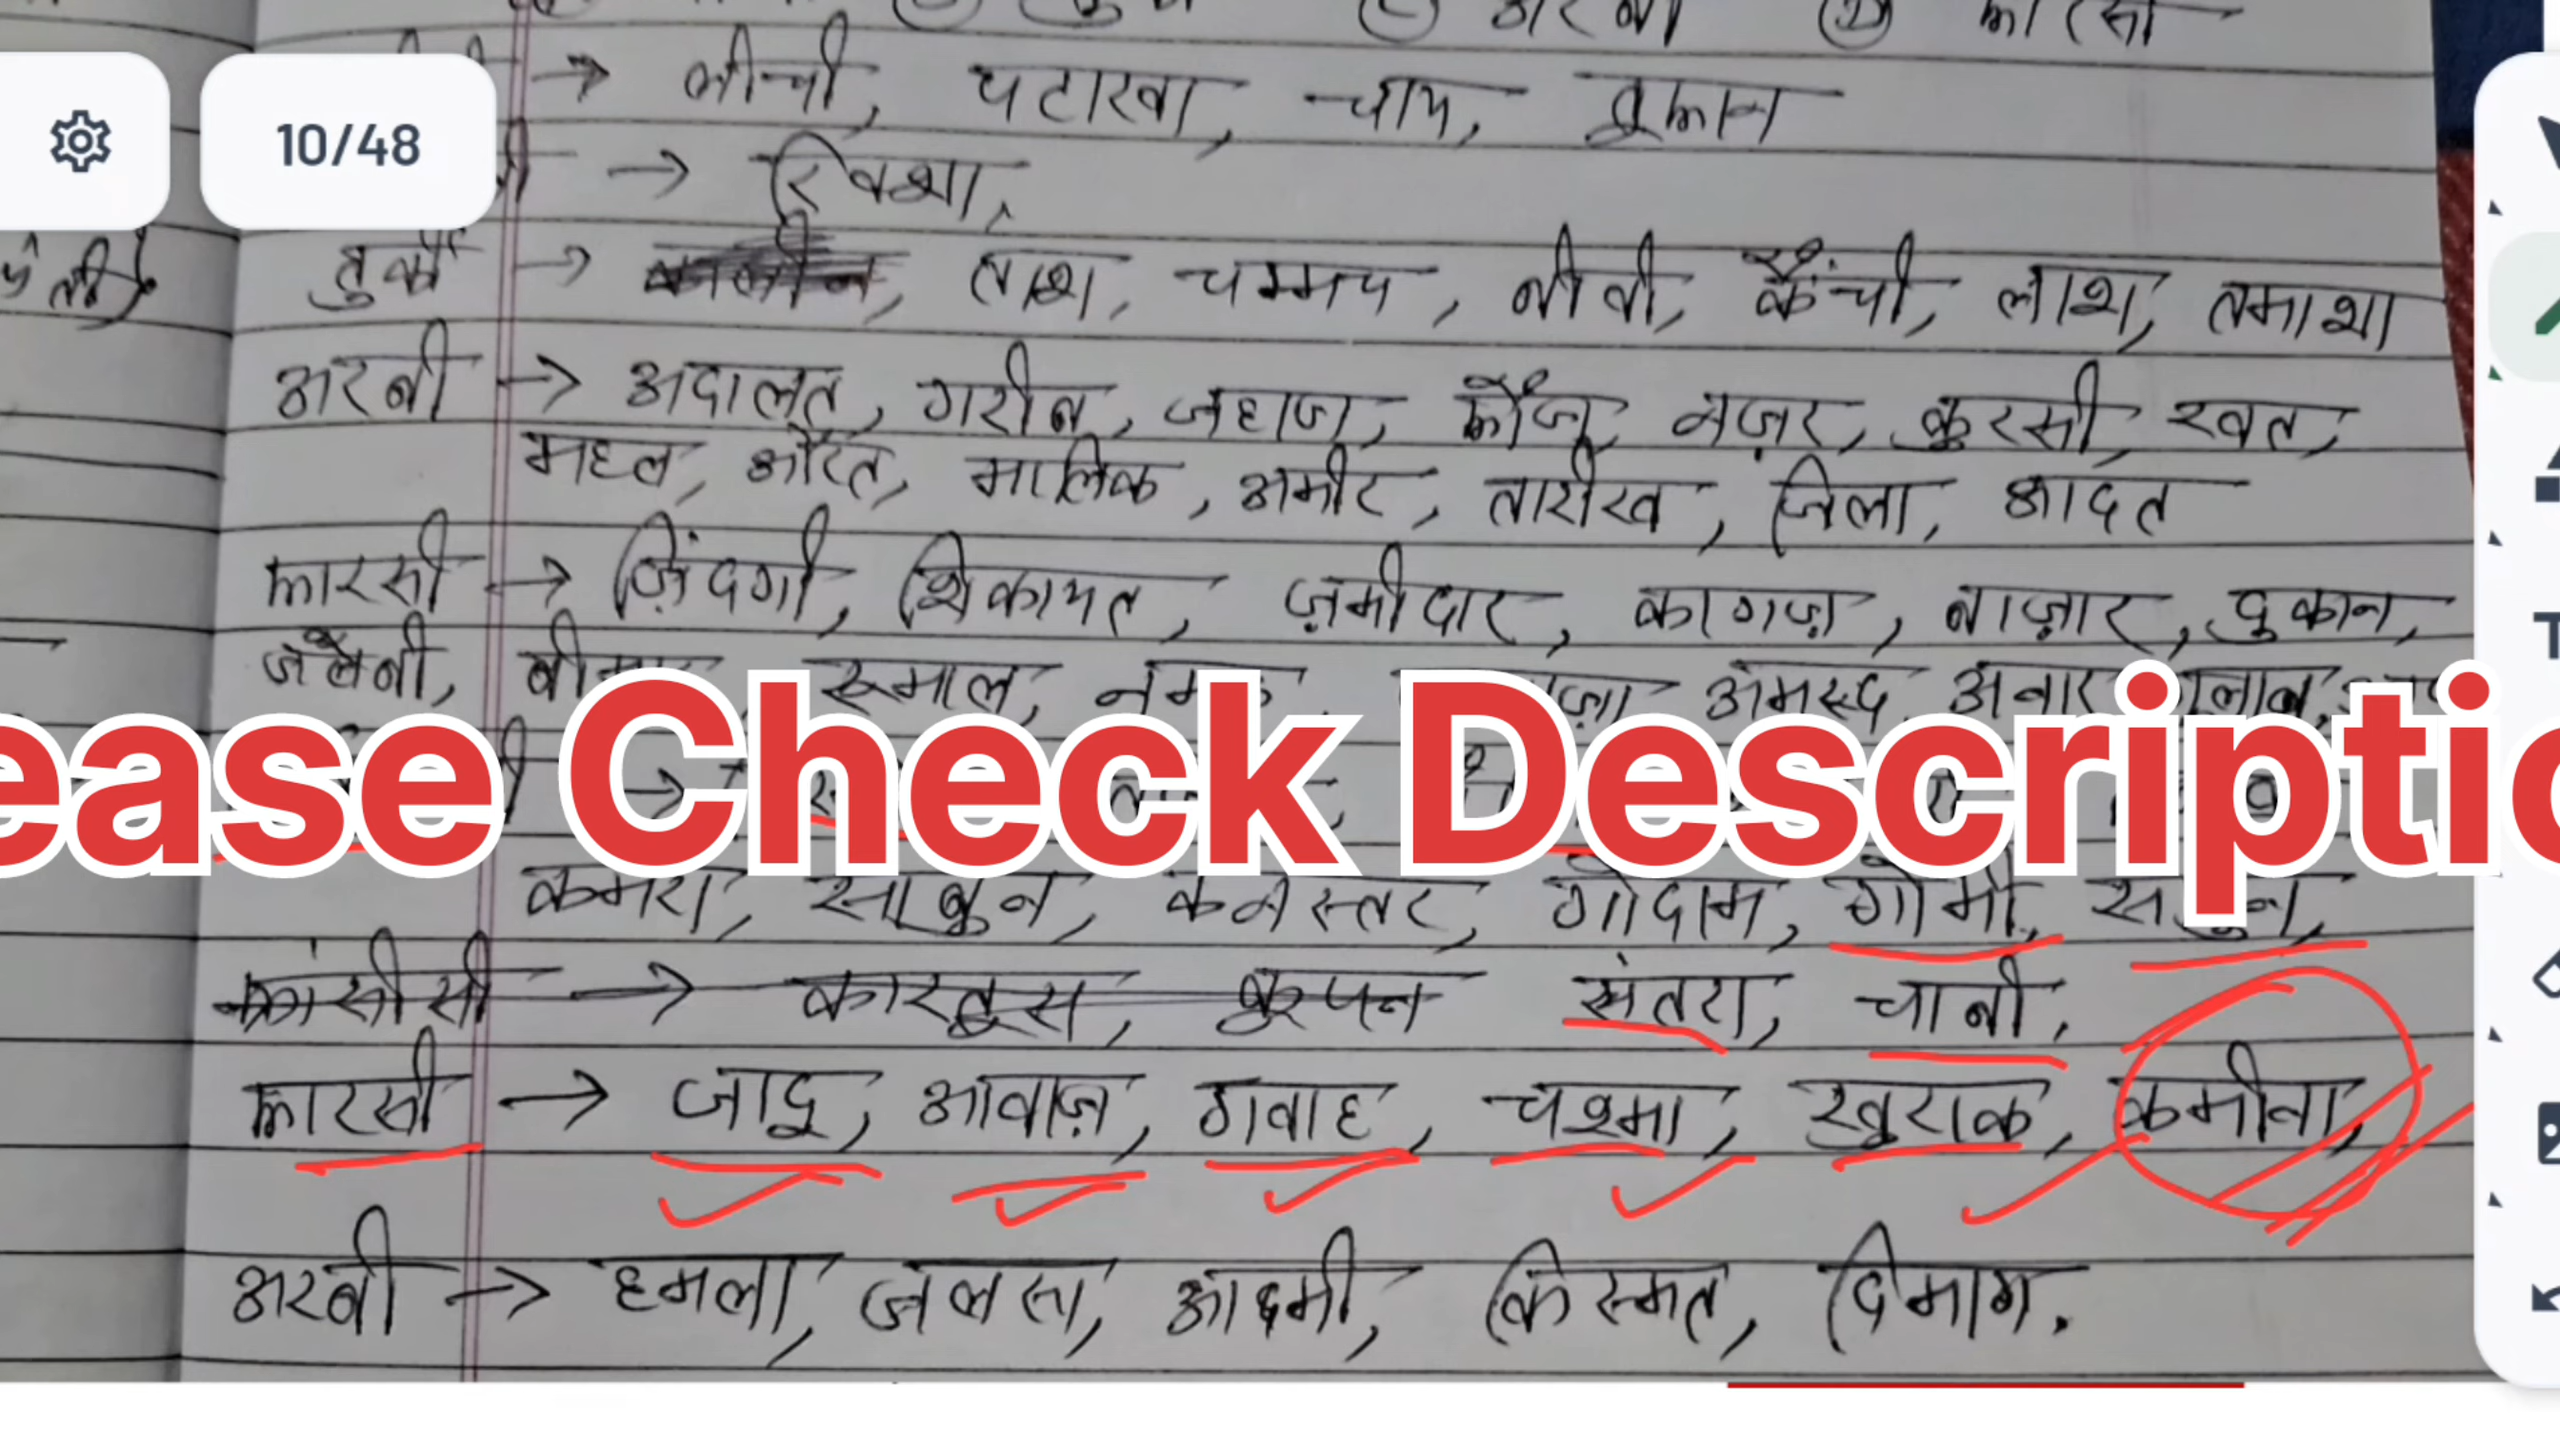 → लीची, पटाखा, चाय, तूफान
10/48
→ रिक्शा,
तुर्की → ताश, चम्मच, बीबी, कैंची, लाश, तमाशा
अरबी → अदालत, गरीब, जहाज, फौज, नज़र, कुरसी, खत,
महल, औरत, मालिक, अमीर, तारीख, जिला, आदत
फारसी → ज़िंदगी, शिकायत, ज़मीदार, कागज़, बाज़ार, दुकान,
जलेबी, रूमाल, अमरूद, अनार
ease Check Descriptio
कमरा, साबुन, कनस्तर, गोदाम, गोभी,
फ्रांसीसी → कारतूस, कूपन संतरा, चाबी,
फारसी → जादू, आवाज़, गवाह, चश्मा, खुराक, कमीना,
अरबी → हमला, जलसा, आदमी, किस्मत, दिमाग.